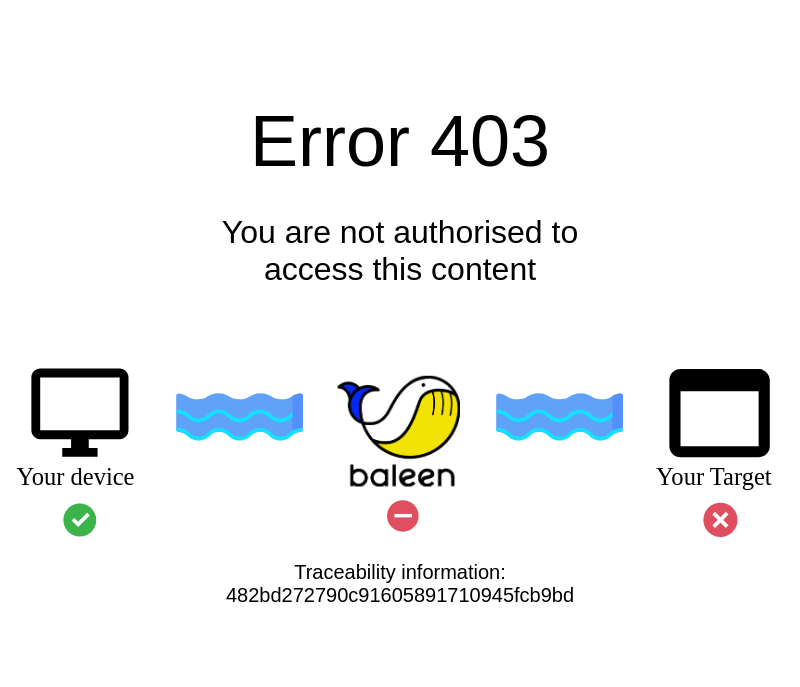 Error 403
You are not authorised to
access this content
baleen
Your device
Your Target
Traceability information:
482bd272790c91605891710945fcb9bd